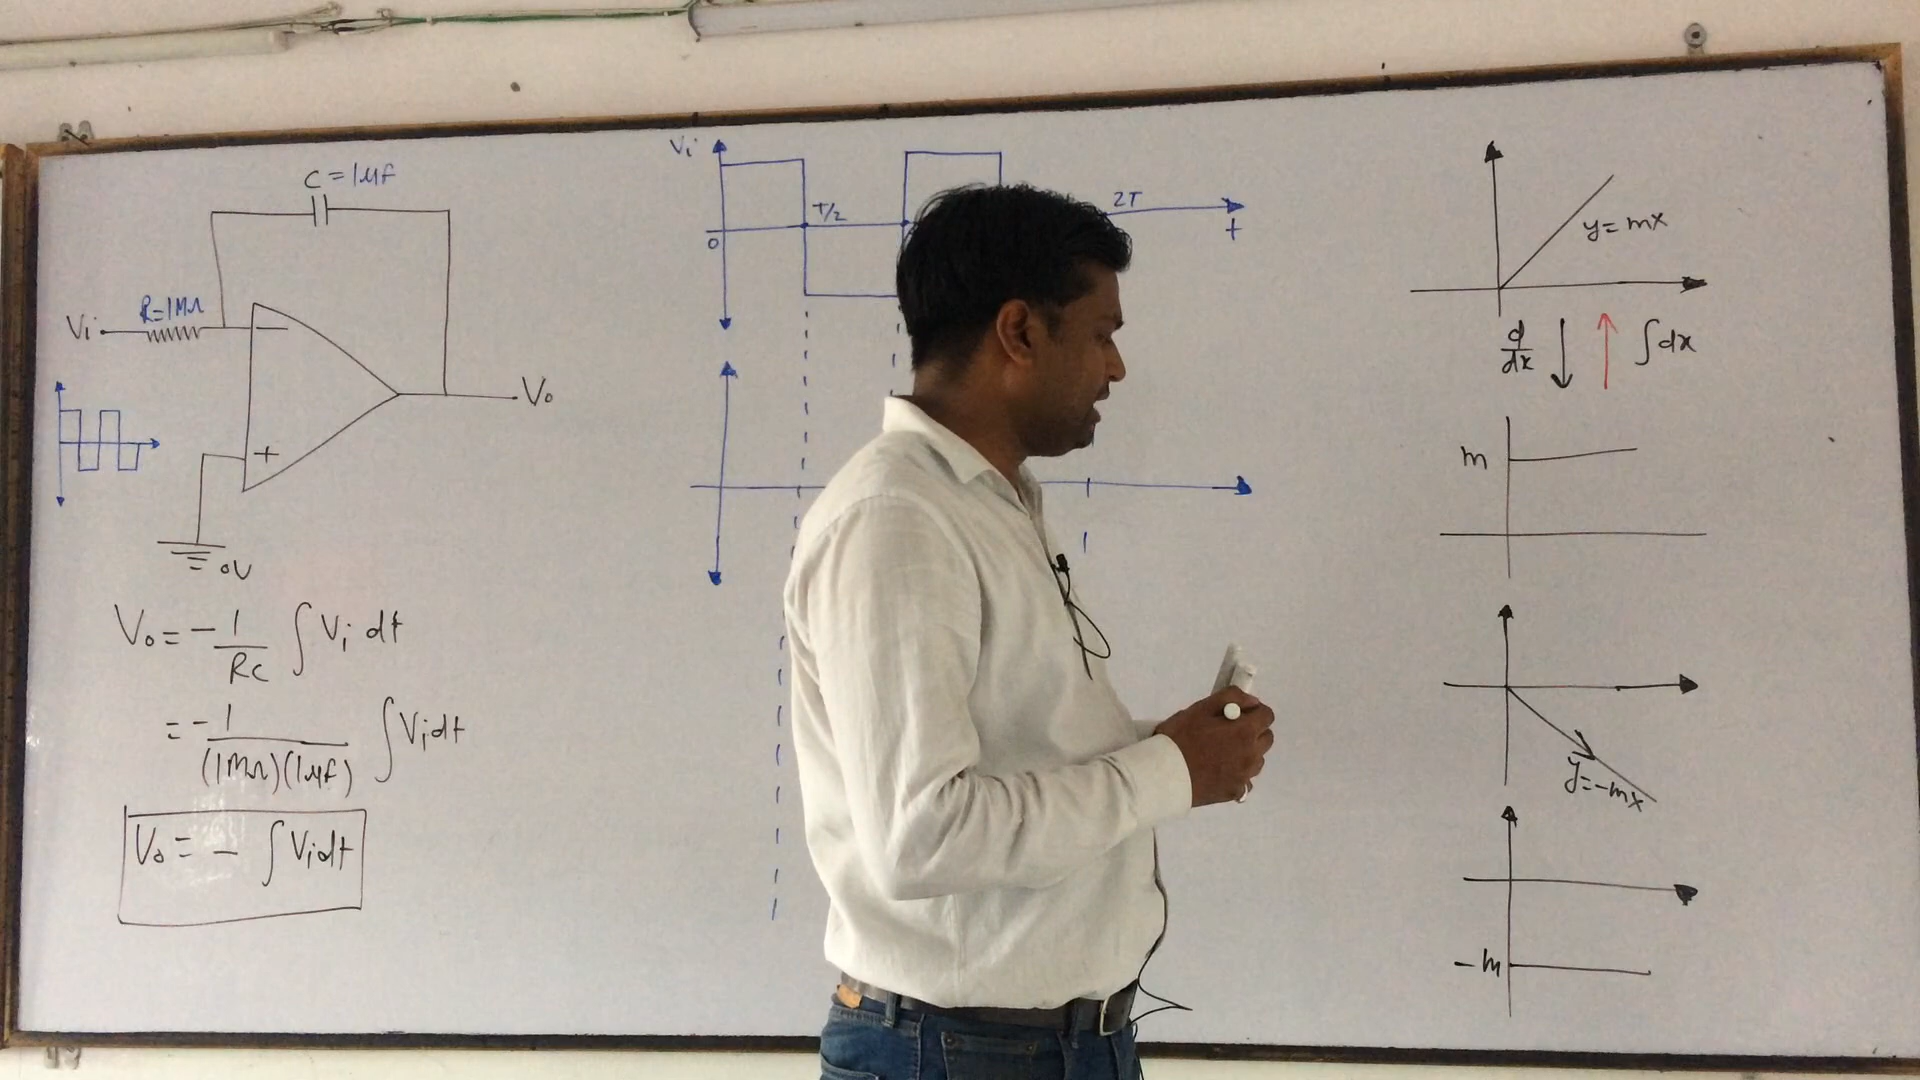 C = 1μf
R=1MΩ
Vi
−
+
Vo
0V
Vo = − 1/RC ∫ Vi dt
= − 1/(1MΩ)(1μf) ∫ Vi dt
Vo = − ∫ Vi dt
Vi
0
T/2
2T
t
y = mx
d/dx
∫dx
m
y=-mx
-m